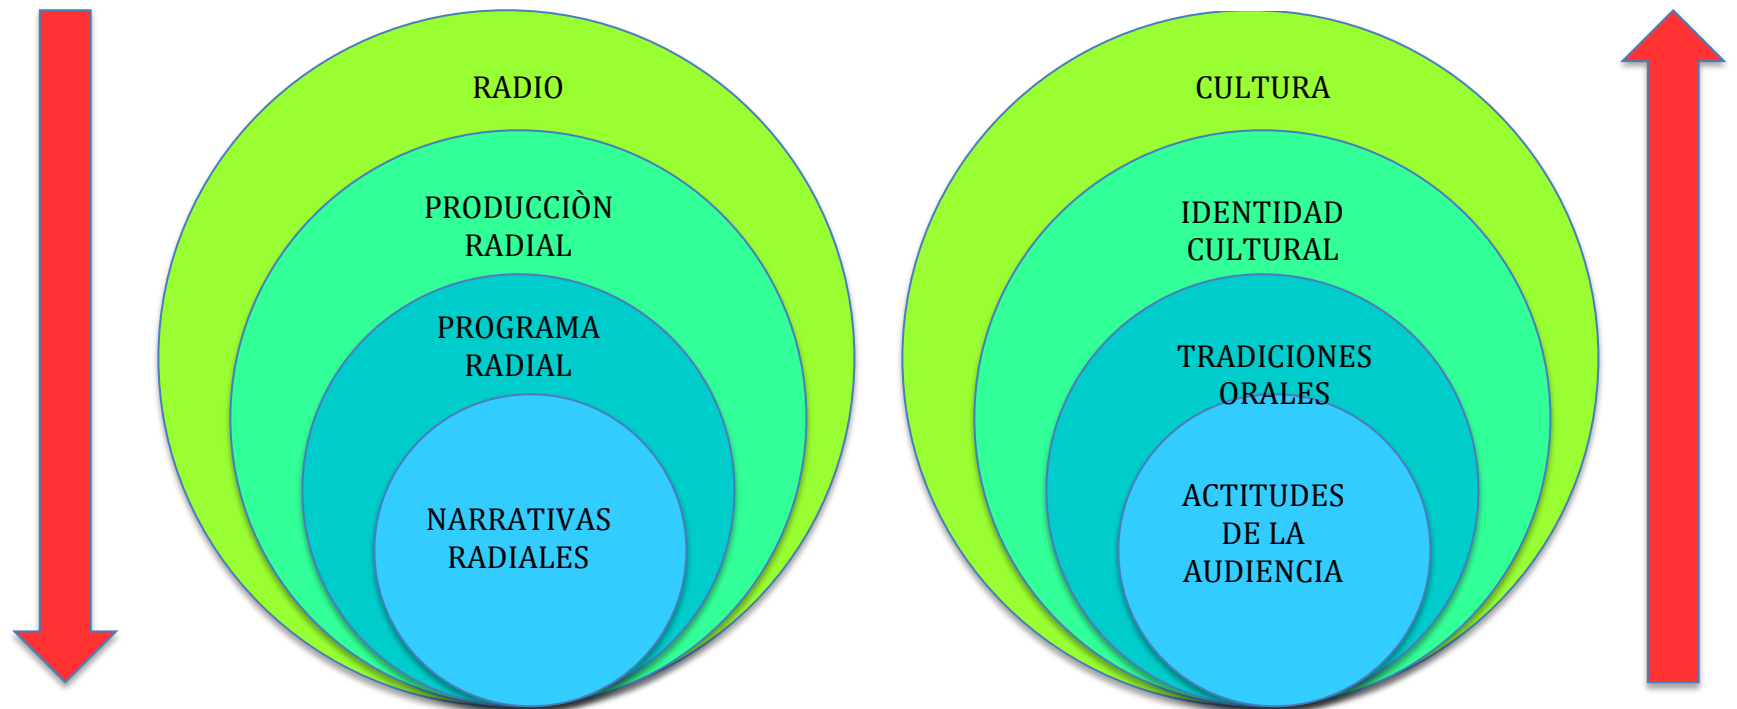 RADIO
PRODUCCIÒN
RADIAL
PROGRAMA
RADIAL
NARRATIVAS
RADIALES
CULTURA
IDENTIDAD
CULTURAL
TRADICIONES
ORALES
ACTITUDES
DE LA
AUDIENCIA